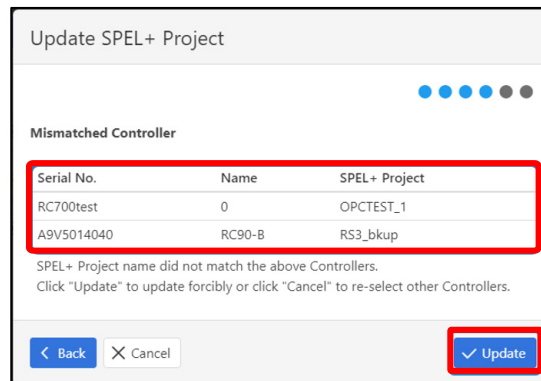 Update SPEL+ Project
Mismatched Controller
Serial No. Name SPEL+ Project
RC700test 0 OPCTEST_1
A9V5014040 RC90-B RS3_bkup
SPEL+ Project name did not match the above Controllers.
Click "Update" to update forcibly or click "Cancel" to re-select other Controllers.
Back Cancel Update